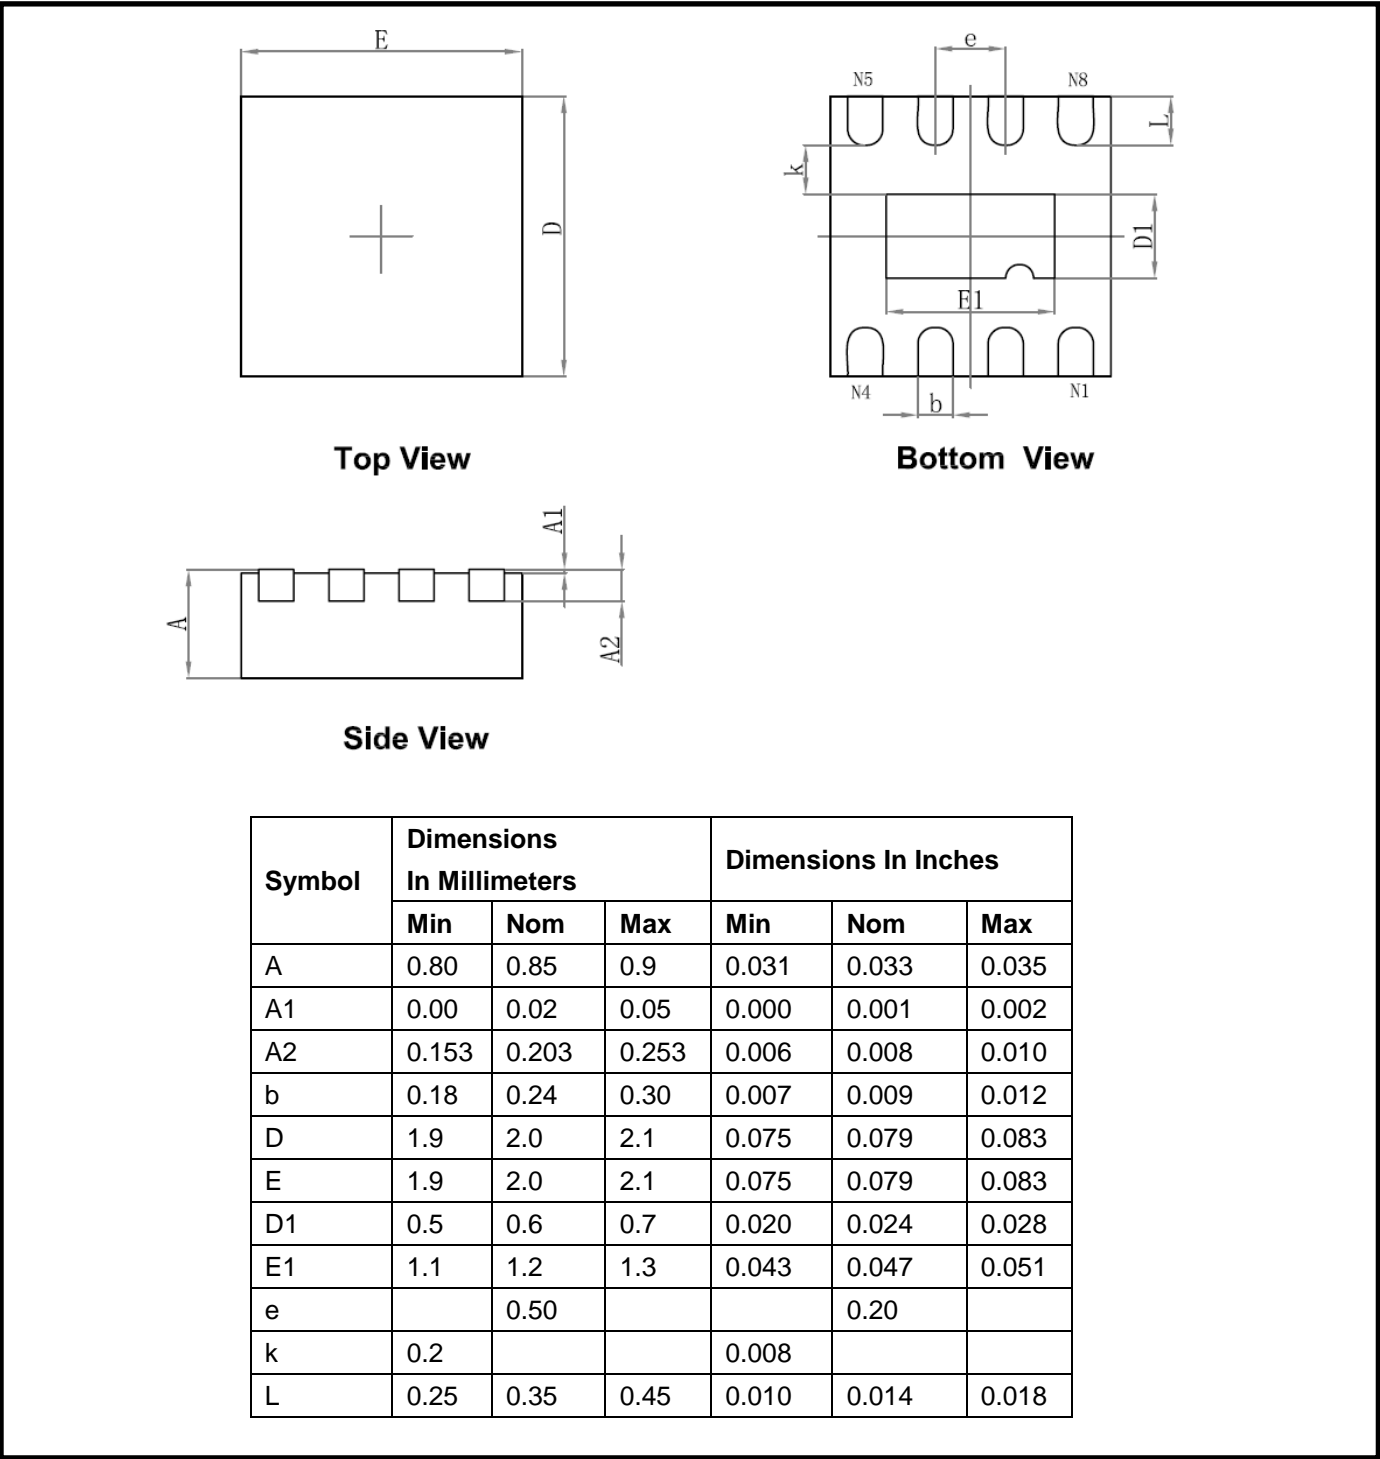 E
e
N5
N8
L
k
D
D1
E1
N4
b
N1
Top View
Bottom View
A1
A
A2
Side View
Symbol
Dimensions
In Millimeters
Dimensions In Inches
Min Nom Max Min Nom Max
A 0.80 0.85 0.9 0.031 0.033 0.035
A1 0.00 0.02 0.05 0.000 0.001 0.002
A2 0.153 0.203 0.253 0.006 0.008 0.010
b 0.18 0.24 0.30 0.007 0.009 0.012
D 1.9 2.0 2.1 0.075 0.079 0.083
E 1.9 2.0 2.1 0.075 0.079 0.083
D1 0.5 0.6 0.7 0.020 0.024 0.028
E1 1.1 1.2 1.3 0.043 0.047 0.051
e 0.50 0.20
k 0.2 0.008
L 0.25 0.35 0.45 0.010 0.014 0.018